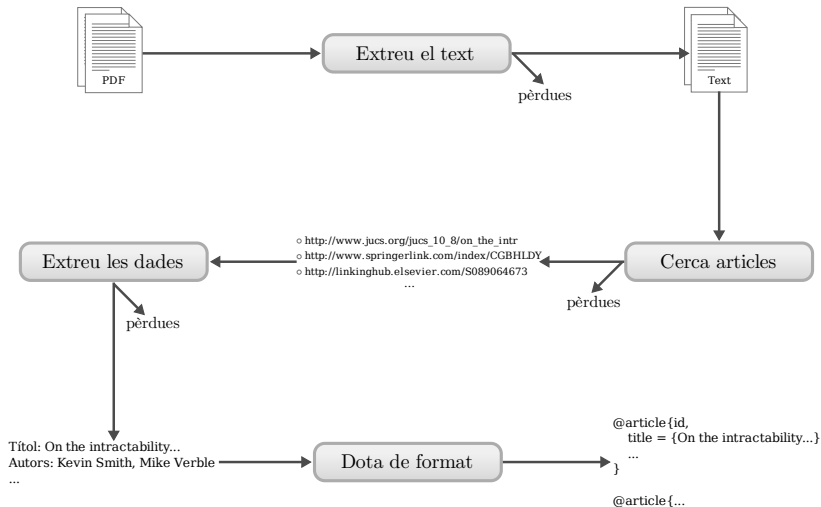 PDF
Extreu el text
pèrdues
Text
Extreu les dades
pèrdues
○ http://www.jucs.org/jucs_10_8/on_the_intr
○ http://www.springerlink.com/index/CGBHLDY
○ http://linkinghub.elsevier.com/S089064673
...
Cerca articles
pèrdues
Títol: On the intractability...
Autors: Kevin Smith, Mike Verble
...
Dota de format
@article{id,
title = {On the intractability...}
...
}
@article{...